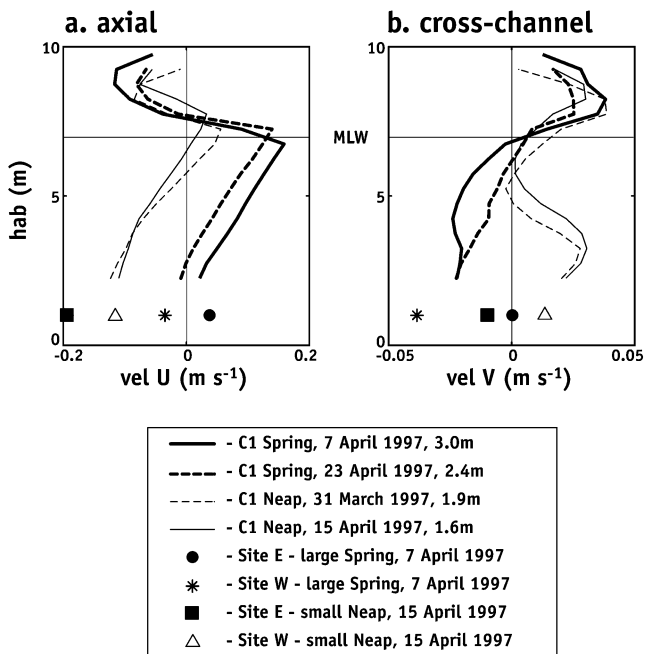 a. axial
b. cross-channel
10
5
0
hab (m)
-0.2
0
0.2
vel U (m s-1)
MLW
10
5
0
-0.05
0
0.05
vel V (m s-1)
- C1 Spring, 7 April 1997, 3.0m
- C1 Spring, 23 April 1997, 2.4m
- C1 Neap, 31 March 1997, 1.9m
- C1 Neap, 15 April 1997, 1.6m
- Site E - large Spring, 7 April 1997
- Site W - large Spring, 7 April 1997
- Site E - small Neap, 15 April 1997
- Site W - small Neap, 15 April 1997